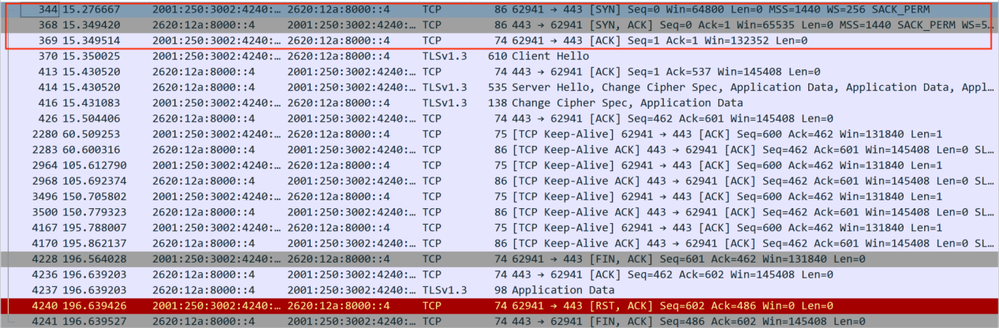 344 15.276667 2001:250:3002:4240:… 2620:12a:8000::4 TCP 86 62941 → 443 [SYN] Seq=0 Win=64800 Len=0 MSS=1440 WS=256 SACK_PERM
368 15.349420 2620:12a:8000::4 2001:250:3002:4240:… TCP 86 443 → 62941 [SYN, ACK] Seq=0 Ack=1 Win=65535 Len=0 MSS=1440 SACK_PERM WS=5…
369 15.349514 2001:250:3002:4240:… 2620:12a:8000::4 TCP 74 62941 → 443 [ACK] Seq=1 Ack=1 Win=132352 Len=0
370 15.350025 2001:250:3002:4240:… 2620:12a:8000::4 TLSv1.3 610 Client Hello
413 15.430520 2620:12a:8000::4 2001:250:3002:4240:… TCP 74 443 → 62941 [ACK] Seq=1 Ack=537 Win=145408 Len=0
414 15.430520 2620:12a:8000::4 2001:250:3002:4240:… TLSv1.3 535 Server Hello, Change Cipher Spec, Application Data, Application Data, Appl…
416 15.431083 2001:250:3002:4240:… 2620:12a:8000::4 TLSv1.3 138 Change Cipher Spec, Application Data
426 15.504406 2620:12a:8000::4 2001:250:3002:4240:… TCP 74 443 → 62941 [ACK] Seq=462 Ack=601 Win=145408 Len=0
2280 60.509253 2001:250:3002:4240:… 2620:12a:8000::4 TCP 75 [TCP Keep-Alive] 62941 → 443 [ACK] Seq=600 Ack=462 Win=131840 Len=1
2283 60.600316 2620:12a:8000::4 2001:250:3002:4240:… TCP 86 [TCP Keep-Alive ACK] 443 → 62941 [ACK] Seq=462 Ack=601 Win=145408 Len=0 SL…
2964 105.612790 2001:250:3002:4240:… 2620:12a:8000::4 TCP 75 [TCP Keep-Alive] 62941 → 443 [ACK] Seq=600 Ack=462 Win=131840 Len=1
2968 105.692374 2620:12a:8000::4 2001:250:3002:4240:… TCP 86 [TCP Keep-Alive ACK] 443 → 62941 [ACK] Seq=462 Ack=601 Win=145408 Len=0 SL…
3496 150.705802 2001:250:3002:4240:… 2620:12a:8000::4 TCP 75 [TCP Keep-Alive] 62941 → 443 [ACK] Seq=600 Ack=462 Win=131840 Len=1
3500 150.779323 2620:12a:8000::4 2001:250:3002:4240:… TCP 86 [TCP Keep-Alive ACK] 443 → 62941 [ACK] Seq=462 Ack=601 Win=145408 Len=0 SL…
4167 195.788007 2001:250:3002:4240:… 2620:12a:8000::4 TCP 75 [TCP Keep-Alive] 62941 → 443 [ACK] Seq=600 Ack=462 Win=131840 Len=1
4170 195.862137 2620:12a:8000::4 2001:250:3002:4240:… TCP 86 [TCP Keep-Alive ACK] 443 → 62941 [ACK] Seq=462 Ack=601 Win=145408 Len=0 SL…
4228 196.564028 2001:250:3002:4240:… 2620:12a:8000::4 TCP 74 62941 → 443 [FIN, ACK] Seq=601 Ack=462 Win=131840 Len=0
4236 196.639203 2620:12a:8000::4 2001:250:3002:4240:… TCP 74 443 → 62941 [ACK] Seq=462 Ack=602 Win=145408 Len=0
4237 196.639203 2620:12a:8000::4 2001:250:3002:4240:… TLSv1.3 98 Application Data
4240 196.639426 2001:250:3002:4240:… 2620:12a:8000::4 TCP 74 62941 → 443 [RST, ACK] Seq=602 Ack=486 Win=0 Len=0
4241 196.639527 2620:12a:8000::4 2001:250:3002:4240:… TCP 74 443 → 62941 [FIN, ACK] Seq=486 Ack=602 Win=145408 Len=0